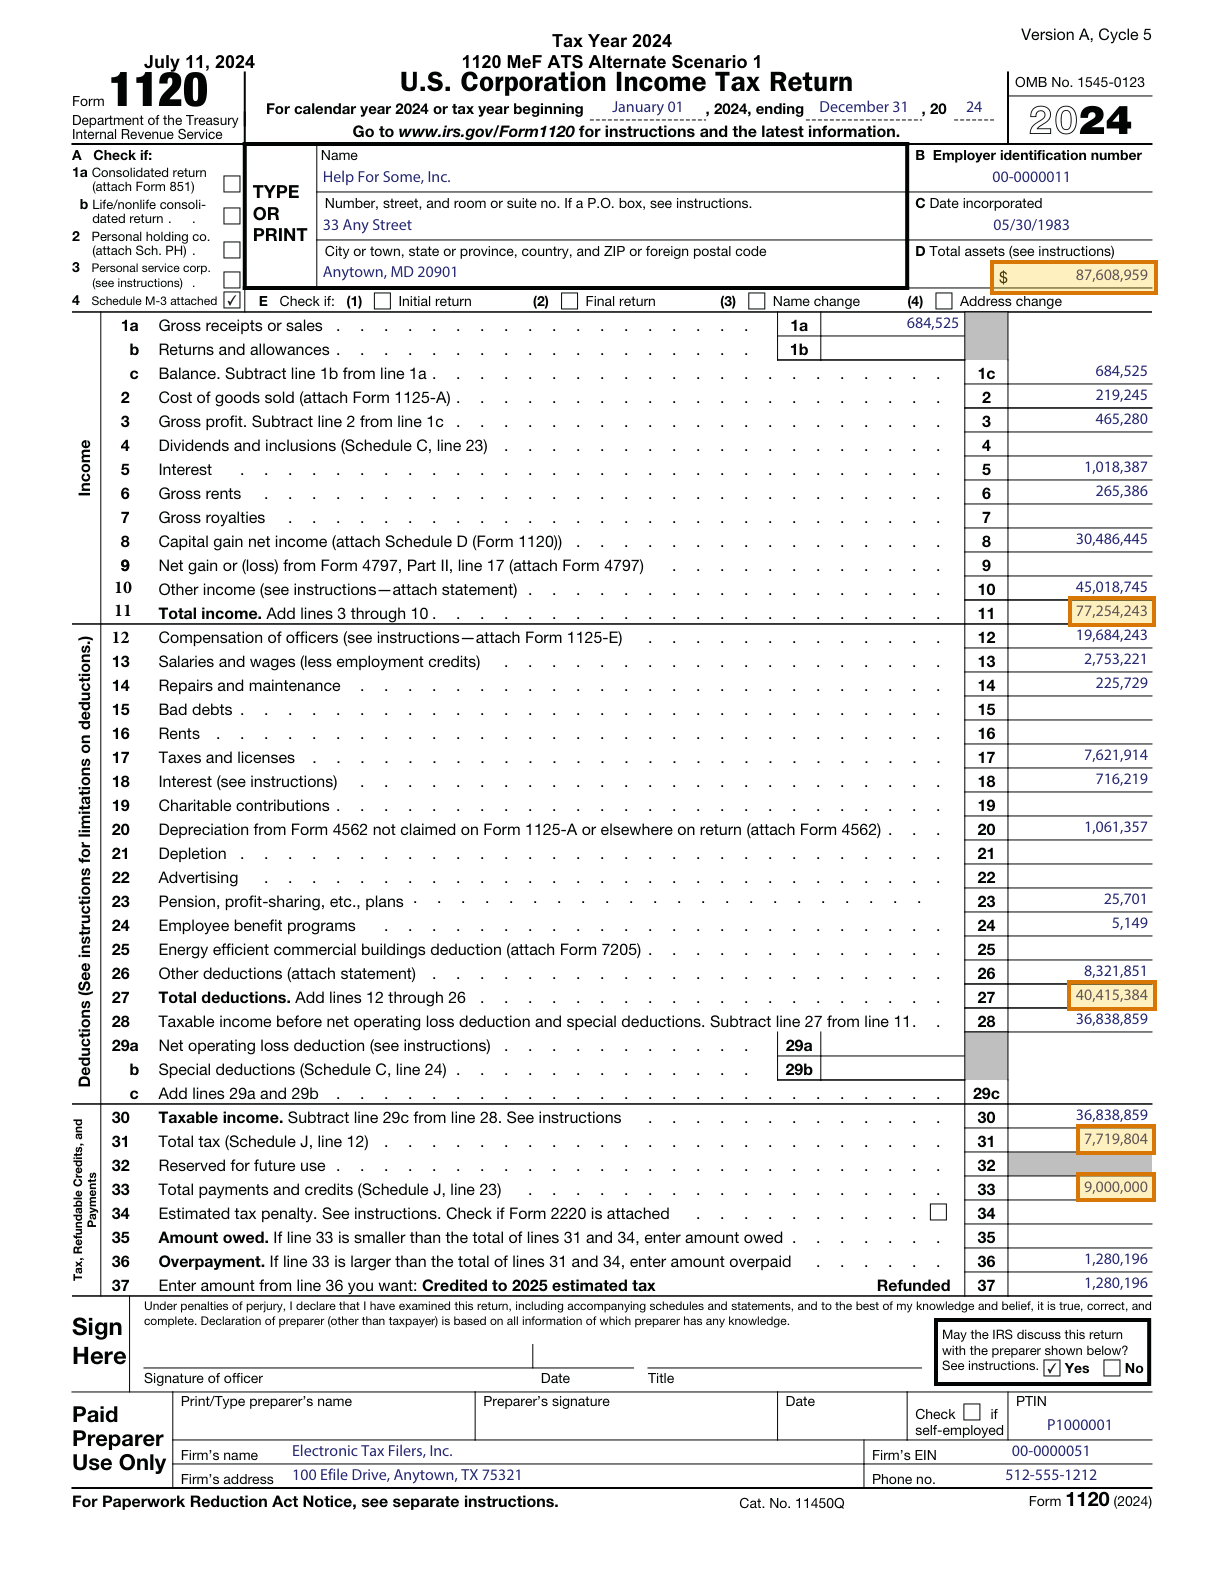 Version A, Cycle 5
Tax Year 2024
July 11, 2024 1120 MeF ATS Alternate Scenario 1
Form 1120
Department of the Treasury
Internal Revenue Service
U.S. Corporation Income Tax Return
For calendar year 2024 or tax year beginning January 01 , 2024, ending December 31 , 20 24
Go to www.irs.gov/Form1120 for instructions and the latest information.
OMB No. 1545-0123
2024
A Check if:
1a Consolidated return (attach Form 851)
b Life/nonlife consoli-dated return . .
2 Personal holding co. (attach Sch. PH) .
3 Personal service corp. (see instructions) .
4 Schedule M-3 attached ✓
TYPE OR PRINT
Name
Help For Some, Inc.
Number, street, and room or suite no. If a P.O. box, see instructions.
33 Any Street
City or town, state or province, country, and ZIP or foreign postal code
Anytown, MD 20901
B Employer identification number
00-0000011
C Date incorporated
05/30/1983
D Total assets (see instructions)
$ 87,608,959
E Check if: (1) Initial return (2) Final return (3) Name change (4) Address change
Income
1a Gross receipts or sales 1a 684,525
b Returns and allowances 1b
c Balance. Subtract line 1b from line 1a 1c 684,525
2 Cost of goods sold (attach Form 1125-A) 2 219,245
3 Gross profit. Subtract line 2 from line 1c 3 465,280
4 Dividends and inclusions (Schedule C, line 23) 4
5 Interest 5 1,018,387
6 Gross rents 6 265,386
7 Gross royalties 7
8 Capital gain net income (attach Schedule D (Form 1120)) 8 30,486,445
9 Net gain or (loss) from Form 4797, Part II, line 17 (attach Form 4797) 9
10 Other income (see instructions—attach statement) 10 45,018,745
11 Total income. Add lines 3 through 10 11 77,254,243
Deductions (See instructions for limitations on deductions.)
12 Compensation of officers (see instructions—attach Form 1125-E) 12 19,684,243
13 Salaries and wages (less employment credits) 13 2,753,221
14 Repairs and maintenance 14 225,729
15 Bad debts 15
16 Rents 16
17 Taxes and licenses 17 7,621,914
18 Interest (see instructions) 18 716,219
19 Charitable contributions 19
20 Depreciation from Form 4562 not claimed on Form 1125-A or elsewhere on return (attach Form 4562) 20 1,061,357
21 Depletion 21
22 Advertising 22
23 Pension, profit-sharing, etc., plans 23 25,701
24 Employee benefit programs 24 5,149
25 Energy efficient commercial buildings deduction (attach Form 7205) 25
26 Other deductions (attach statement) 26 8,321,851
27 Total deductions. Add lines 12 through 26 27 40,415,384
28 Taxable income before net operating loss deduction and special deductions. Subtract line 27 from line 11 28 36,838,859
29a Net operating loss deduction (see instructions) 29a
b Special deductions (Schedule C, line 24) 29b
c Add lines 29a and 29b 29c
Tax, Refundable Credits, and Payments
30 Taxable income. Subtract line 29c from line 28. See instructions 30 36,838,859
31 Total tax (Schedule J, line 12) 31 7,719,804
32 Reserved for future use 32
33 Total payments and credits (Schedule J, line 23) 33 9,000,000
34 Estimated tax penalty. See instructions. Check if Form 2220 is attached 34
35 Amount owed. If line 33 is smaller than the total of lines 31 and 34, enter amount owed 35
36 Overpayment. If line 33 is larger than the total of lines 31 and 34, enter amount overpaid 36 1,280,196
37 Enter amount from line 36 you want: Credited to 2025 estimated tax Refunded 37 1,280,196
Sign Here
Under penalties of perjury, I declare that I have examined this return, including accompanying schedules and statements, and to the best of my knowledge and belief, it is true, correct, and
complete. Declaration of preparer (other than taxpayer) is based on all information of which preparer has any knowledge.
Signature of officer Date Title
May the IRS discuss this return
with the preparer shown below?
See instructions. ✓ Yes No
Paid Preparer Use Only
Print/Type preparer's name Preparer's signature Date Check if self-employed PTIN
P1000001
Firm's name Electronic Tax Filers, Inc. Firm's EIN 00-0000051
Firm's address 100 Efile Drive, Anytown, TX 75321 Phone no. 512-555-1212
For Paperwork Reduction Act Notice, see separate instructions. Cat. No. 11450Q Form 1120 (2024)